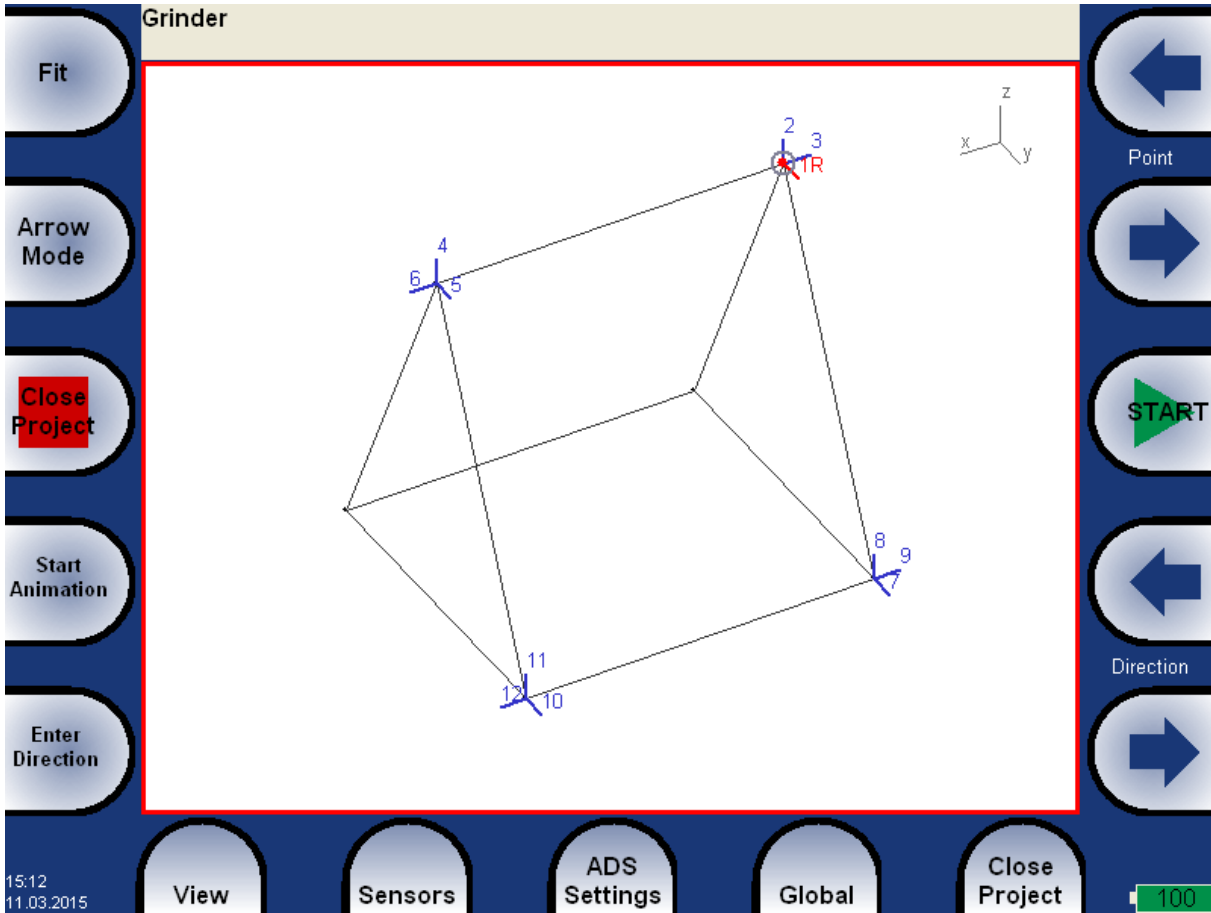 Grinder
Fit
Arrow
Mode
Close
Project
Start
Animation
Enter
Direction
z
x
y
2
3
1R
4
6
5
8
9
7
11
12
10
Point
START
Direction
15:12
11.03.2015
View
Sensors
ADS
Settings
Global
Close
Project
100